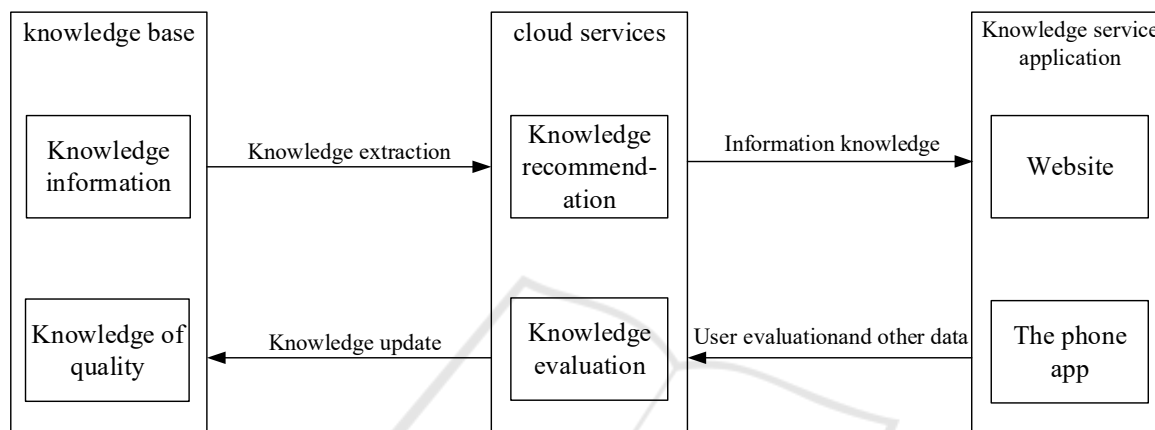 knowledge base
cloud services
Knowledge service
application
Knowledge
information
Knowledge extraction
Knowledge
recommend-
ation
Information knowledge
Website
Knowledge of
quality
Knowledge update
Knowledge
evaluation
User evaluationand other data
The phone
app